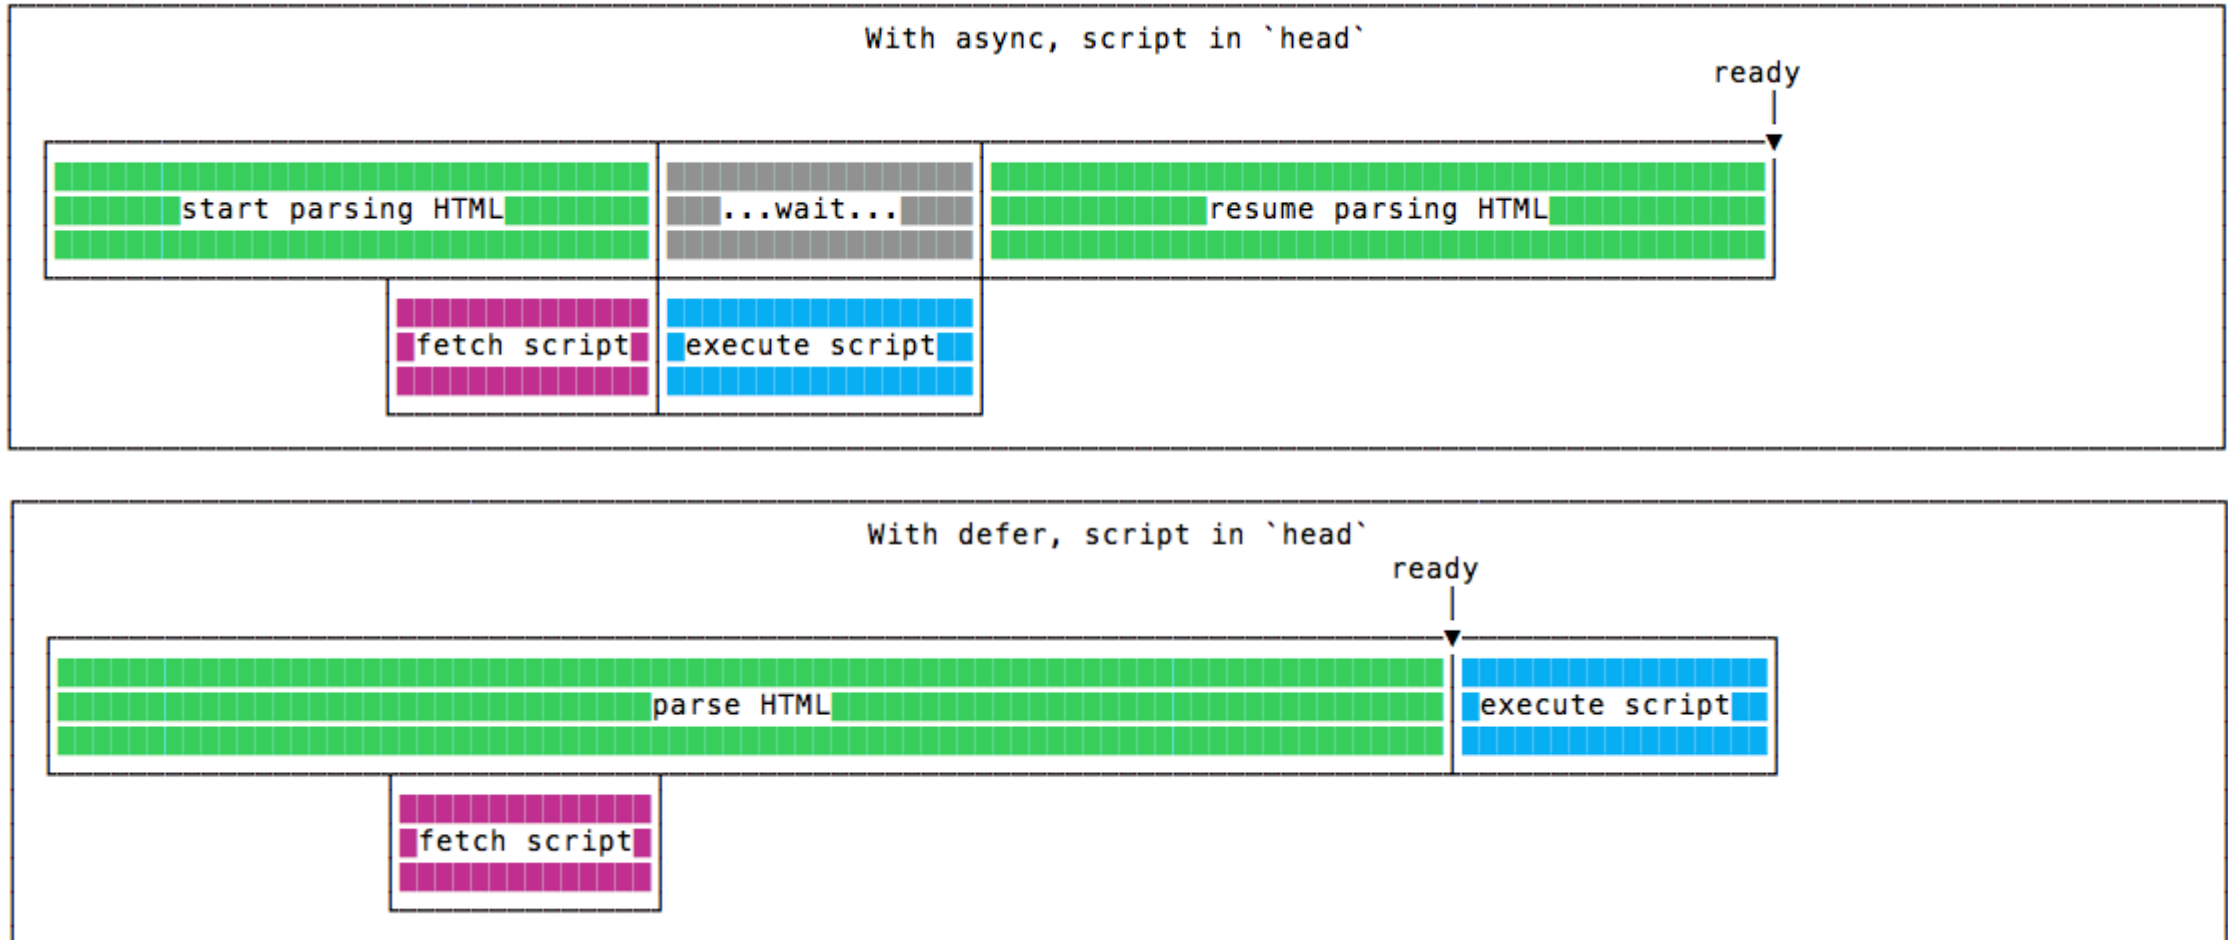 With async, script in `head`
ready
start parsing HTML ...wait... resume parsing HTML
fetch script execute script
With defer, script in `head`
ready
parse HTML execute script
fetch script